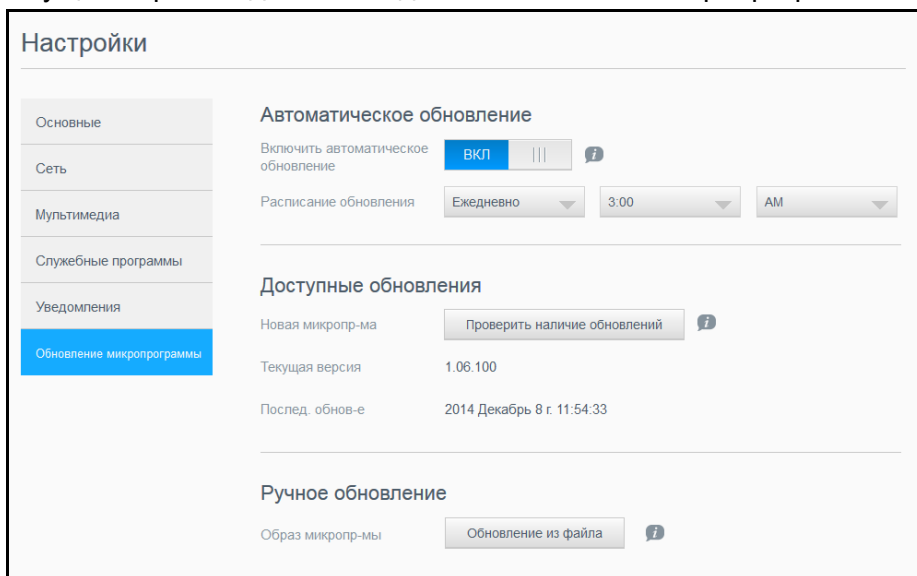 Настройки
Основные
Сеть
Мультимедиа
Служебные программы
Уведомления
Обновление микропрограммы
Автоматическое обновление
Включить автоматическое
обновление
ВКЛ
Расписание обновления
Ежедневно
3:00
AM
Доступные обновления
Новая микропр-ма
Проверить наличие обновлений
Текущая версия
1.06.100
Послед. обнов-е
2014 Декабрь 8 г. 11:54:33
Ручное обновление
Образ микропр-мы
Обновление из файла